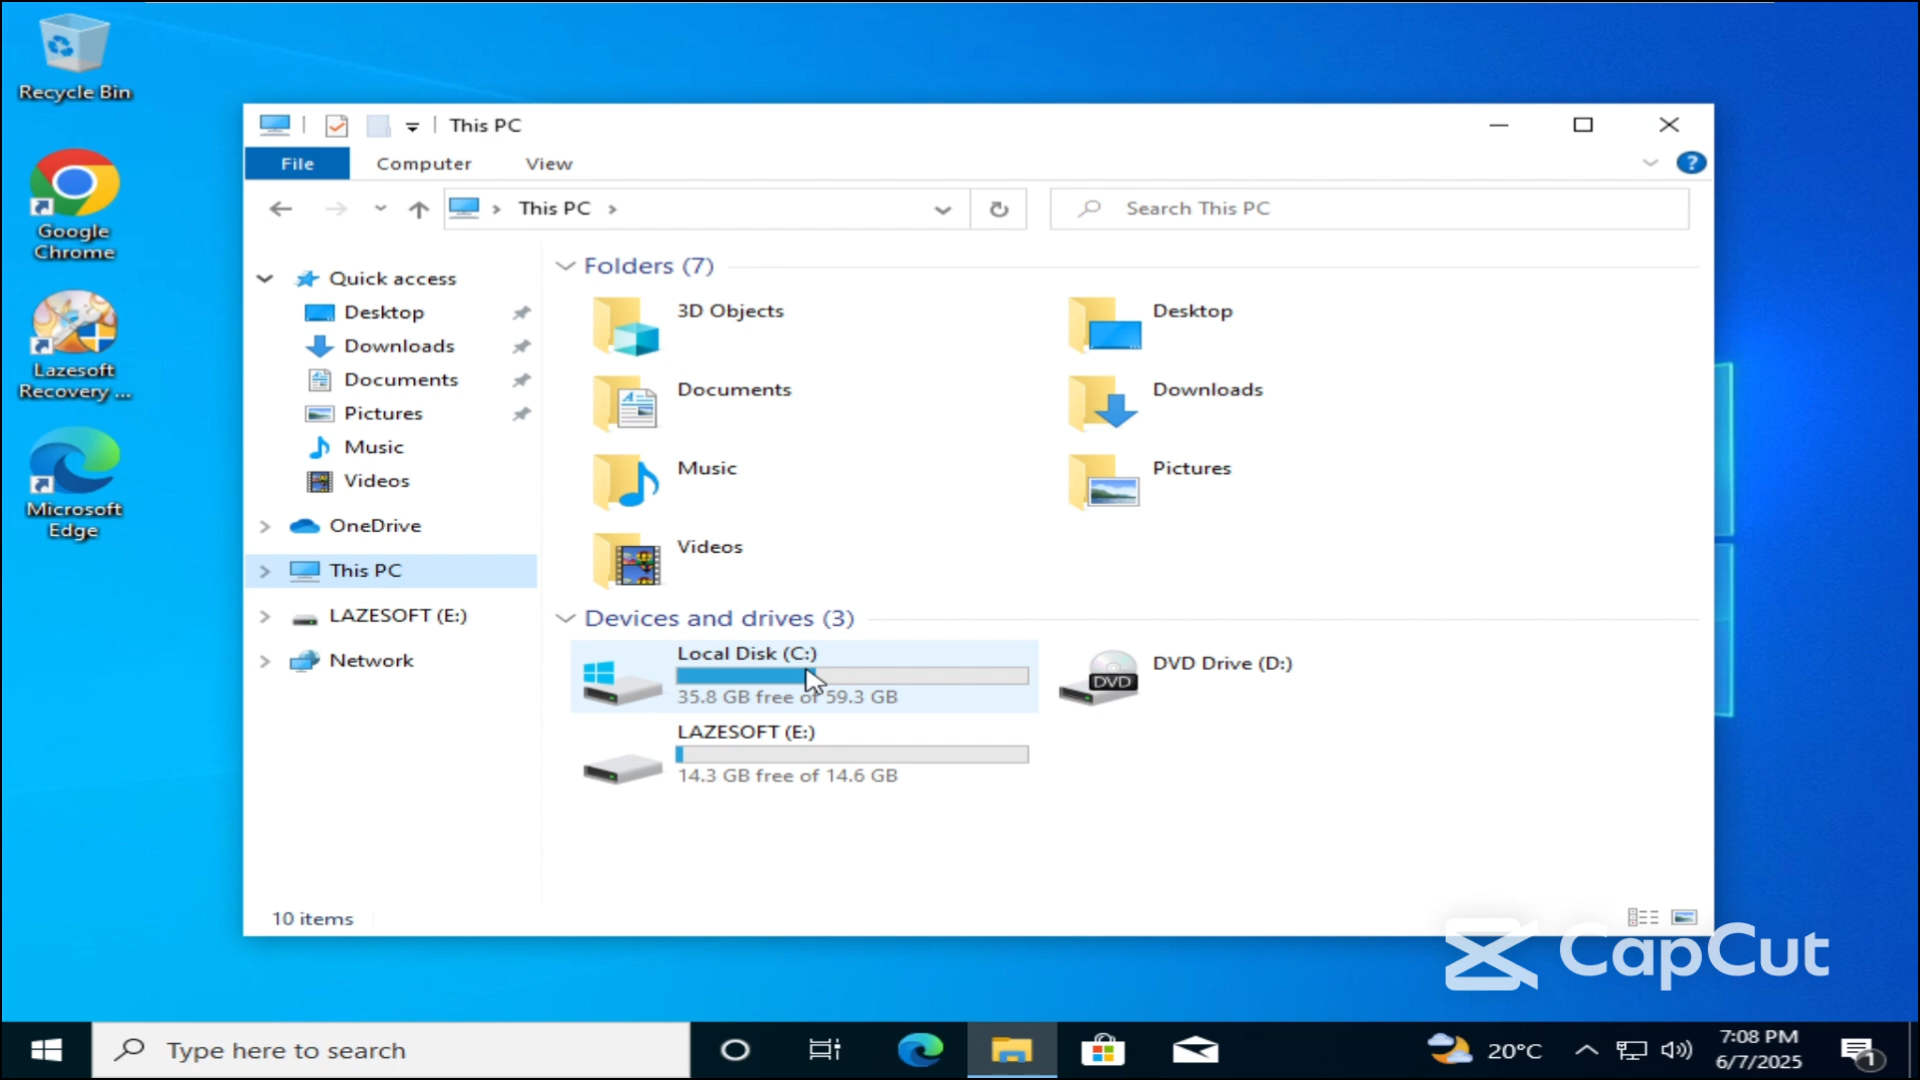 Recycle Bin
Google
Chrome
Lazesoft
Recovery ...
Microsoft
Edge
This PC
File
Computer
View
?
This PC
Search This PC
Quick access
Desktop
Downloads
Documents
Pictures
Music
Videos
OneDrive
This PC
LAZESOFT (E:)
Network
Folders (7)
3D Objects
Desktop
Documents
Downloads
Music
Pictures
Videos
Devices and drives (3)
Local Disk (C:)
35.8 GB free of 59.3 GB
DVD Drive (D:)
DVD
LAZESOFT (E:)
14.3 GB free of 14.6 GB
10 items
CapCut
Type here to search
20°C
7:08 PM
6/7/2025
1